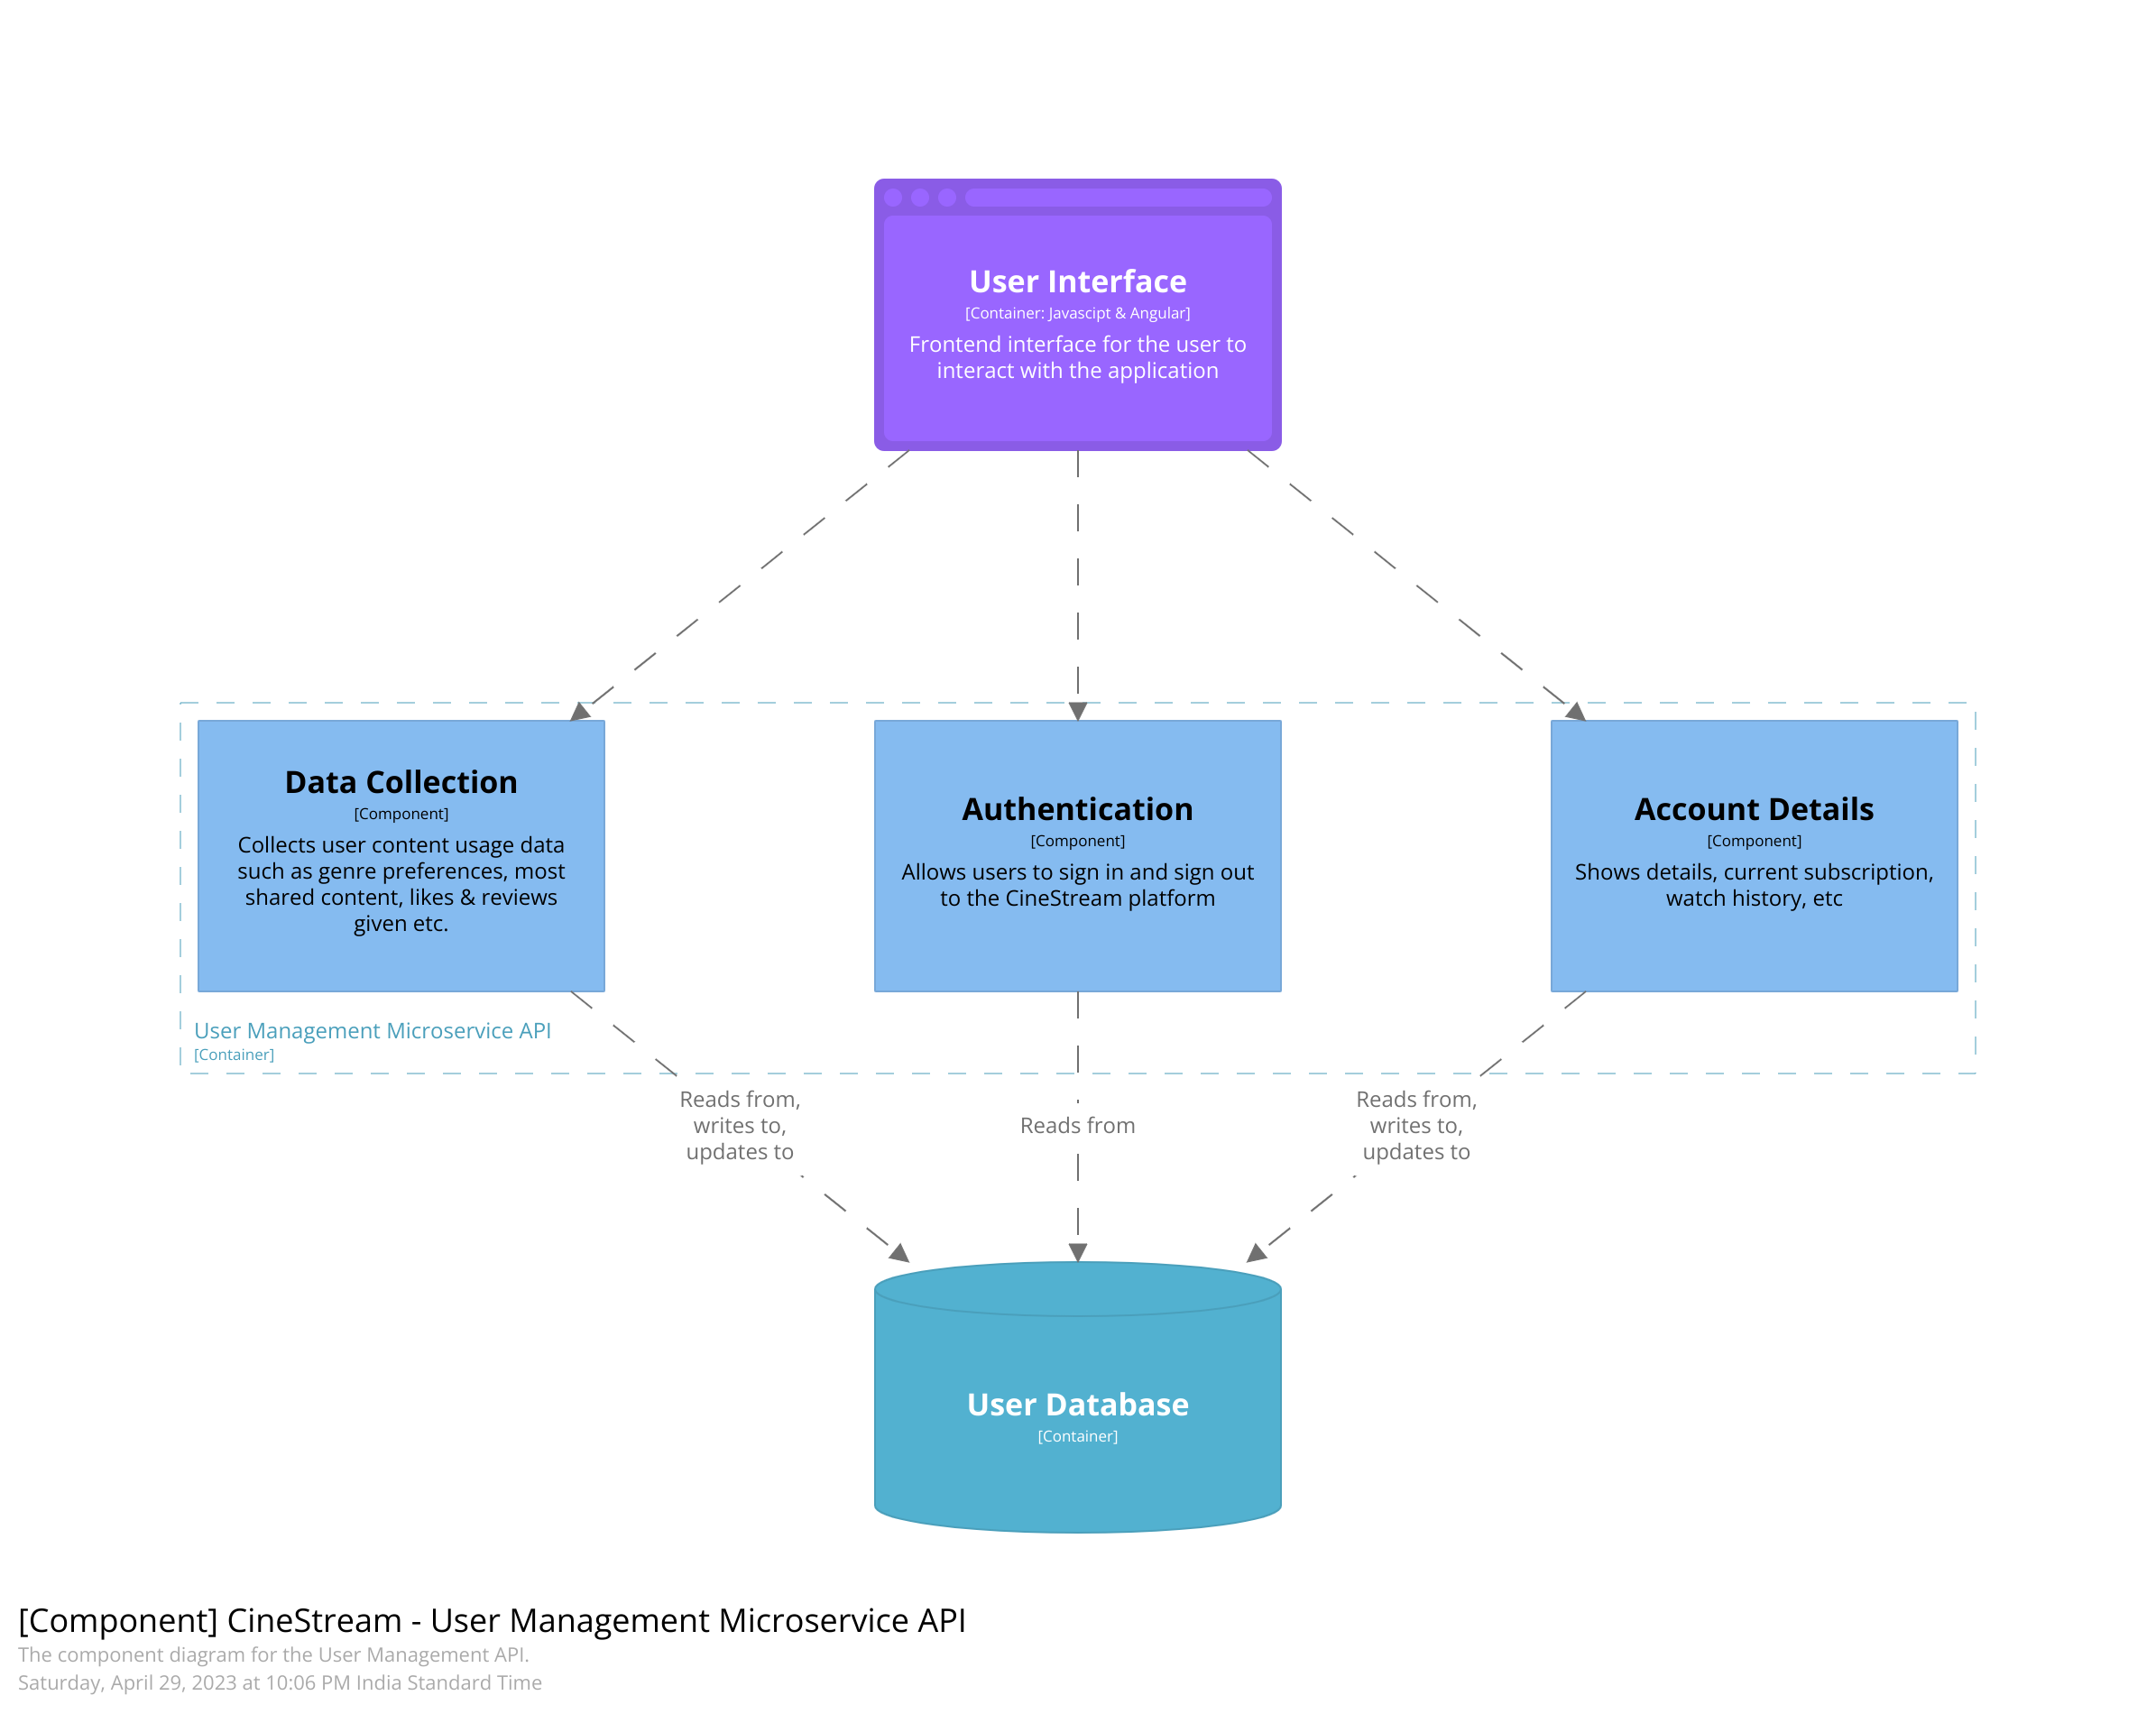 User Interface
[Container: Javascipt & Angular]
Frontend interface for the user to
interact with the application
Data Collection
[Component]
Collects user content usage data
such as genre preferences, most
shared content, likes & reviews
given etc.
Authentication
[Component]
Allows users to sign in and sign out
to the CineStream platform
Account Details
[Component]
Shows details, current subscription,
watch history, etc
User Management Microservice API
[Container]
Reads from,
writes to,
updates to
Reads from
Reads from,
writes to,
updates to
User Database
[Container]
[Component] CineStream - User Management Microservice API
The component diagram for the User Management API.
Saturday, April 29, 2023 at 10:06 PM India Standard Time